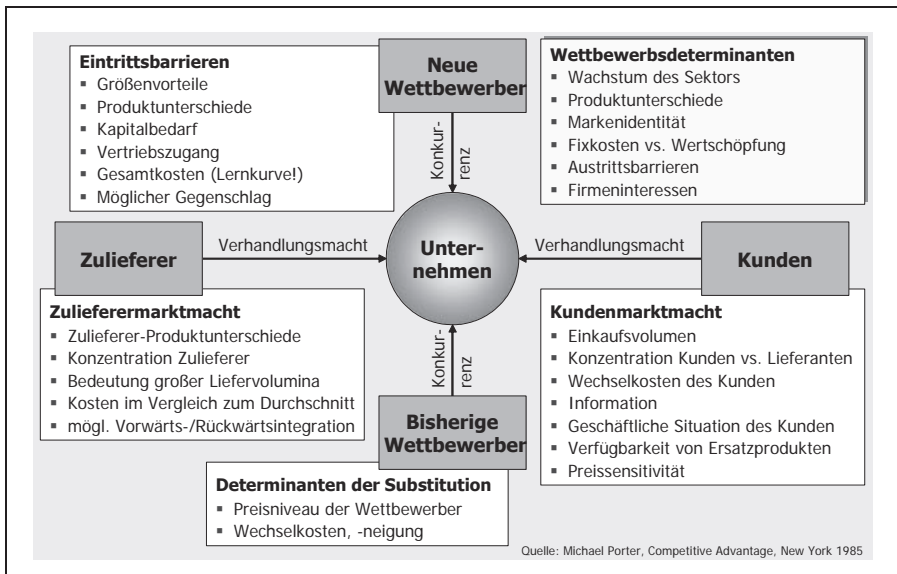 Eintrittsbarrieren
▪ Größenvorteile
▪ Produktunterschiede
▪ Kapitalbedarf
▪ Vertriebszugang
▪ Gesamtkosten (Lernkurve!)
▪ Möglicher Gegenschlag
Neue
Wettbewerber
Wettbewerbsdeterminanten
▪ Wachstum des Sektors
▪ Produktunterschiede
▪ Markenidentität
▪ Fixkosten vs. Wertschöpfung
▪ Austrittsbarrieren
▪ Firmeninteressen
Konkur-
renz
Zulieferer
Verhandlungsmacht
Unter-
nehmen
Verhandlungsmacht
Kunden
Zulieferermarktmacht
▪ Zulieferer-Produktunterschiede
▪ Konzentration Zulieferer
▪ Bedeutung großer Liefervolumina
▪ Kosten im Vergleich zum Durchschnitt
▪ mögl. Vorwärts-/Rückwärtsintegration
Konkur-
renz
Bisherige
Wettbewerber
Kundenmarktmacht
▪ Einkaufsvolumen
▪ Konzentration Kunden vs. Lieferanten
▪ Wechselkosten des Kunden
▪ Information
▪ Geschäftliche Situation des Kunden
▪ Verfügbarkeit von Ersatzprodukten
▪ Preissensitivität
Determinanten der Substitution
▪ Preisniveau der Wettbewerber
▪ Wechselkosten, -neigung
Quelle: Michael Porter, Competitive Advantage, New York 1985